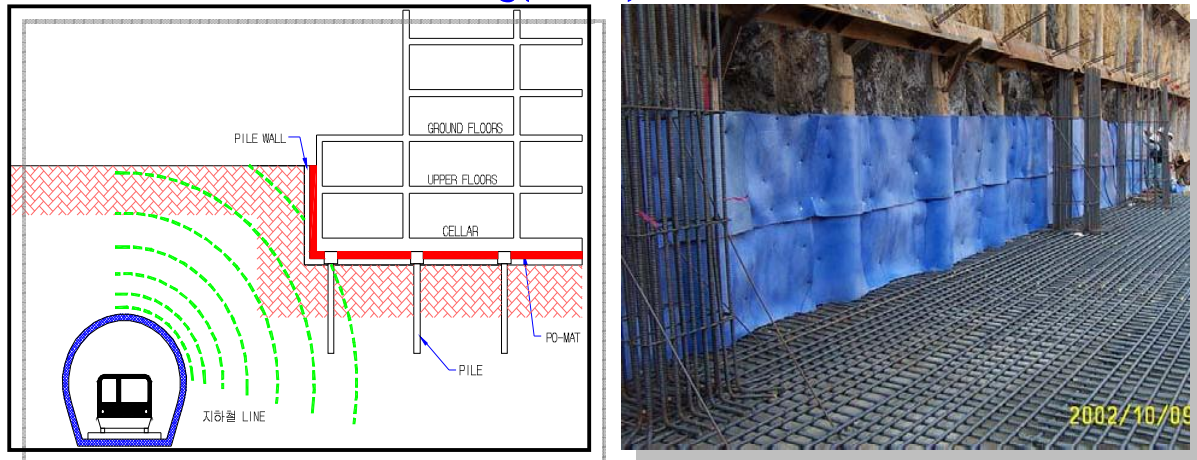 PILE WALL
GROUND FLOORS
UPPER FLOORS
CELLAR
PO-MAT
PILE
지하철 LINE
2002/10/09